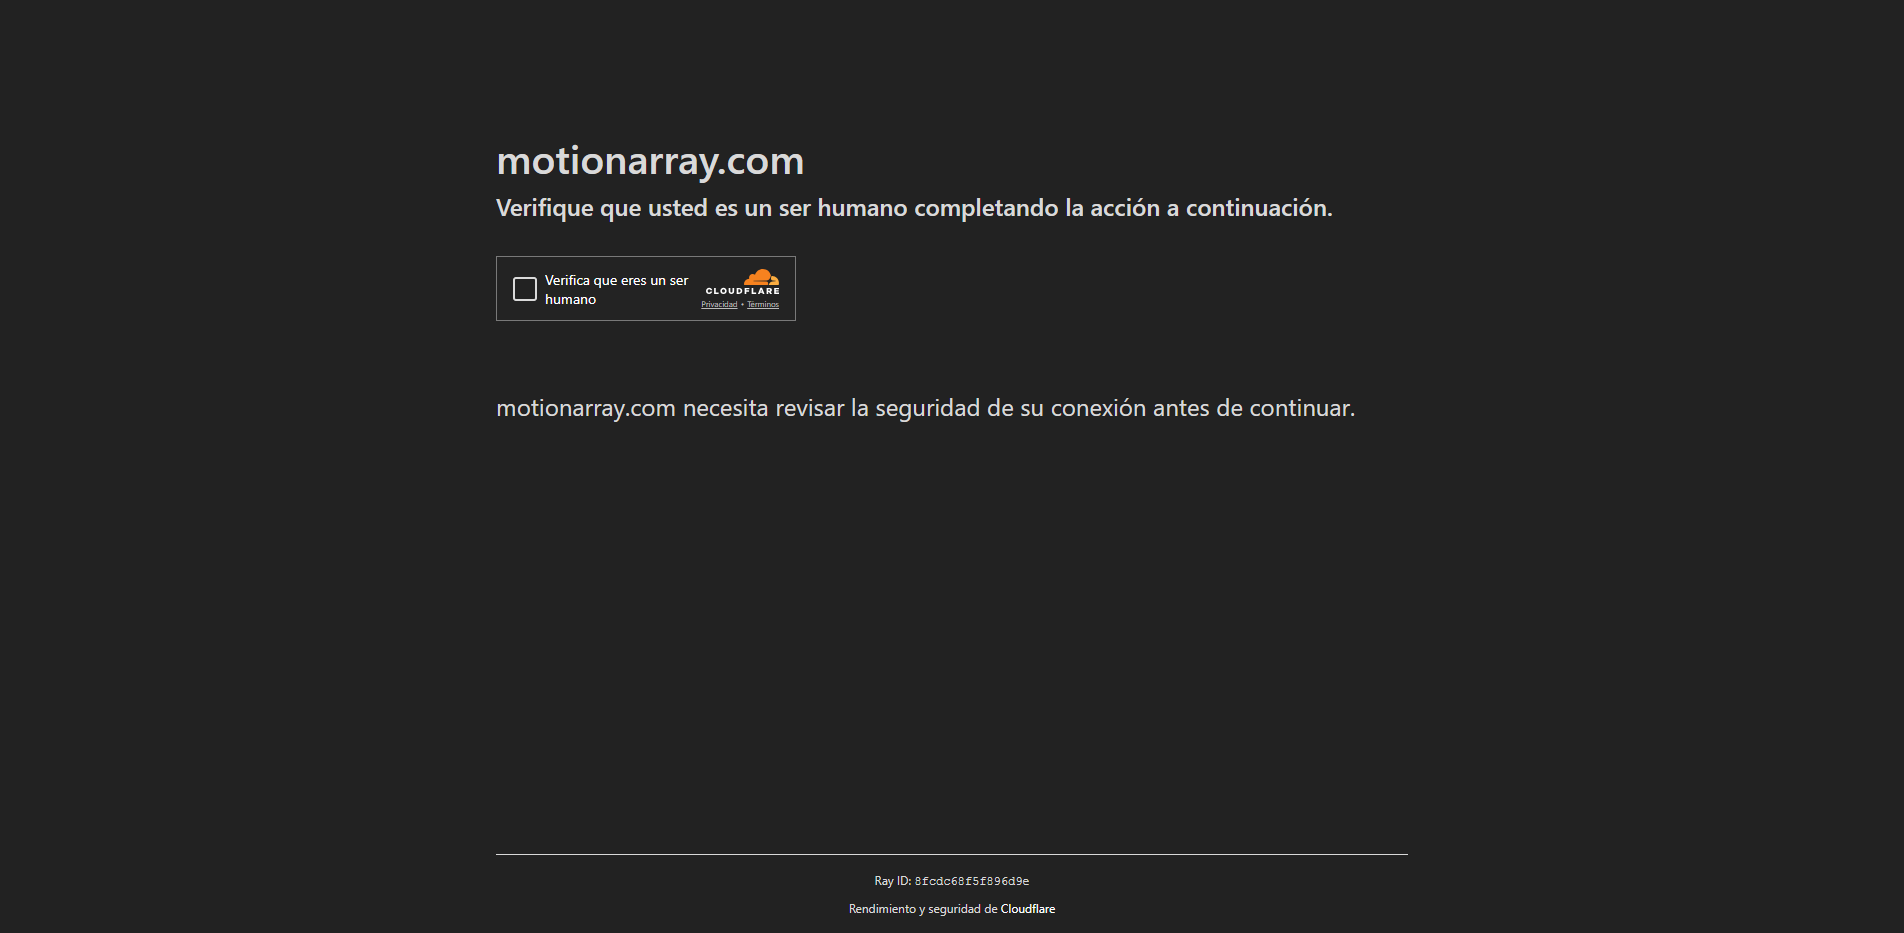 motionarray.com
Verifique que usted es un ser humano completando la acción a continuación.
Verifica que eres un ser
humano
CLOUDFLARE
Privacidad • Términos
motionarray.com necesita revisar la seguridad de su conexión antes de continuar.
Ray ID: 8fcdc68f5f896d9e
Rendimiento y seguridad de Cloudflare